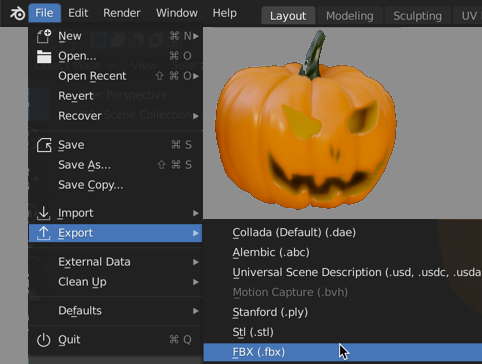 File Edit Render Window Help Layout Modeling Sculpting UV
New ⌘ N
Open... ⌘ O
Open Recent ⇧ ⌘ O
Revert
Recover
Save ⌘ S
Save As... ⇧ ⌘ S
Save Copy...
Import
Export
External Data
Clean Up
Defaults
Quit ⌘ Q
Collada (Default) (.dae)
Alembic (.abc)
Universal Scene Description (.usd, .usdc, .usda
Motion Capture (.bvh)
Stanford (.ply)
Stl (.stl)
FBX (.fbx)